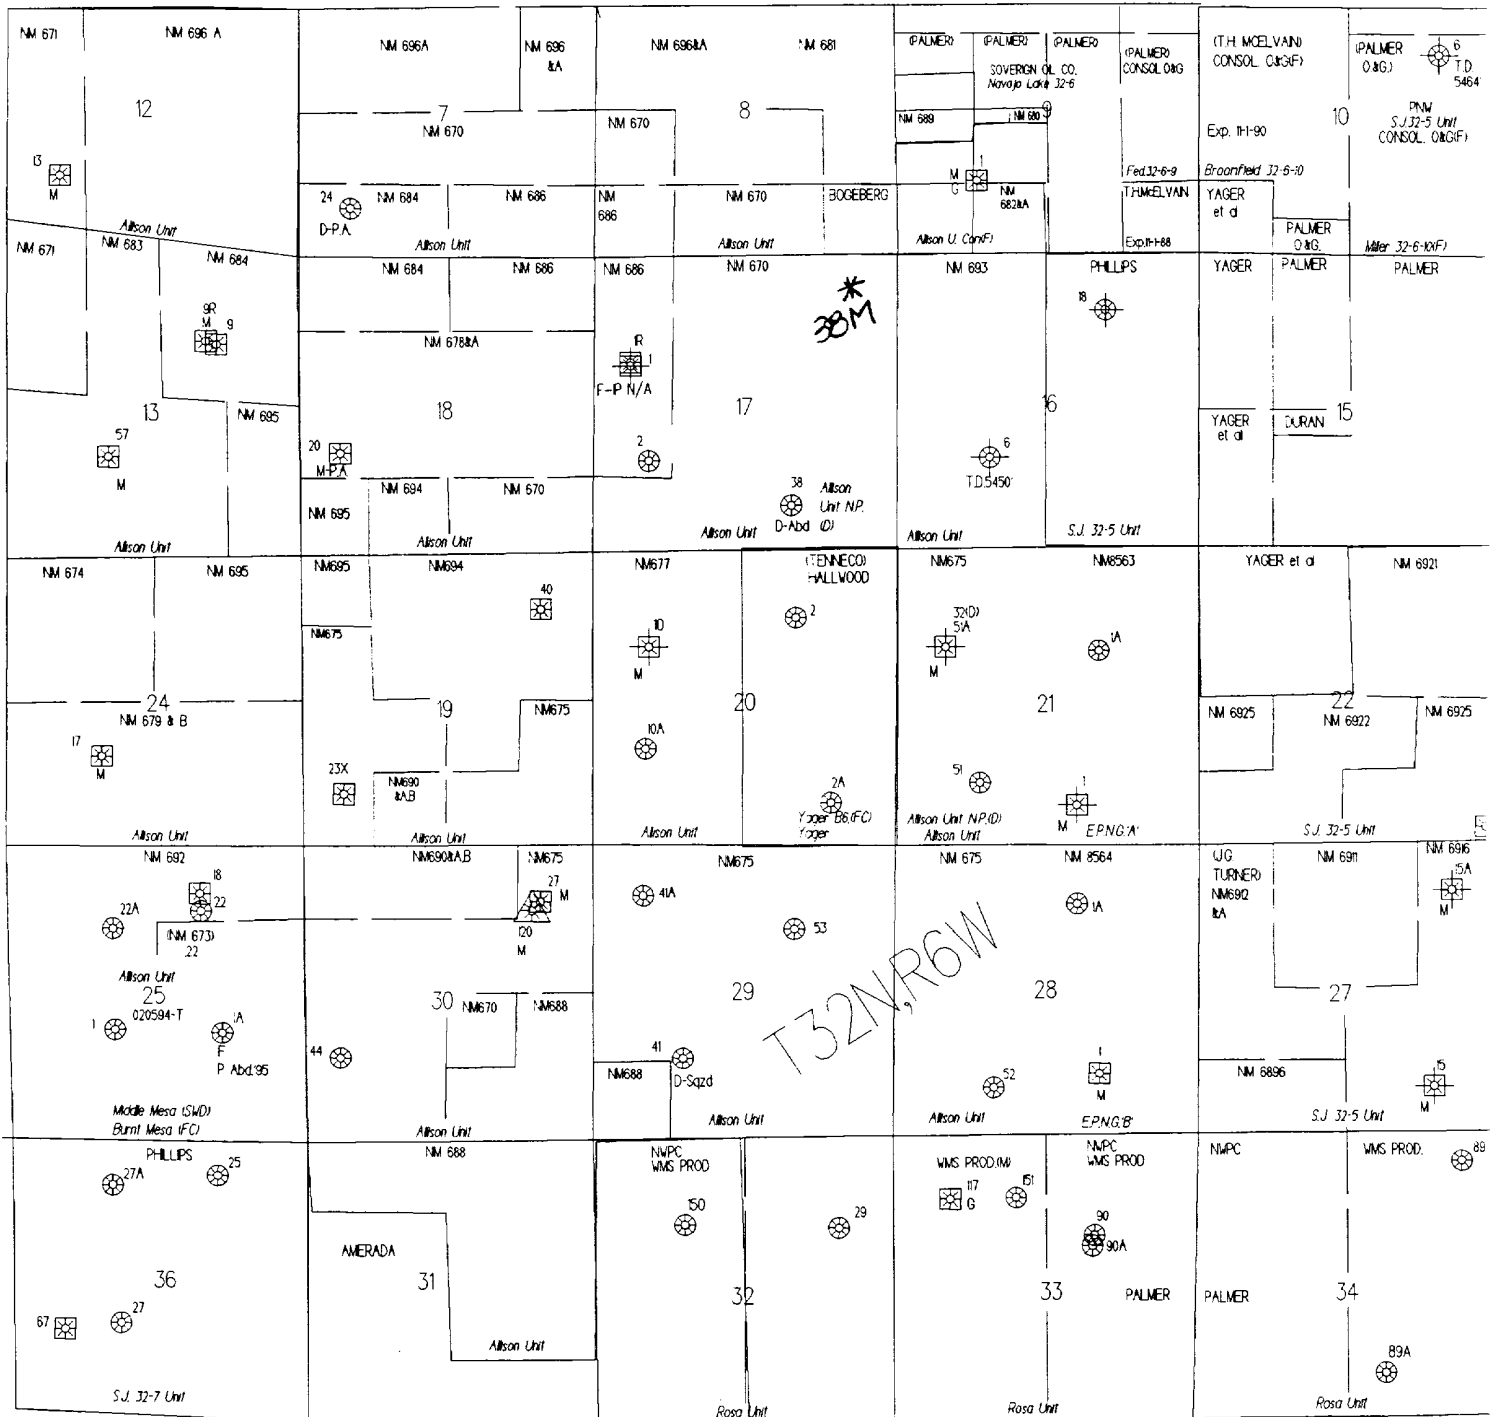 NM 671
NM 696 A
12
13
M
Allison Unit
NM 696A
NM 696
&A
7
NM 670
24
D-P.A.
NM 684
NM 686
Allison Unit
NM 696&A
NM 681
8
NM 670
NM
686
NM 670
BOGEBERG
Allison Unit
(PALMER)
(PALMER)
(PALMER)
(PALMER)
CONSOL. O&G
SOVERIGN OIL CO.
Navajo Lake 32-6
9
NM 689
NM 680
M
G
1
NM
682&A
Fed.32-6-9
T.H.McELVAIN
Allison U. Com(F)
Exp.11-1-88
(T.H. MCELVAIN)
CONSOL. O&G(F)
(PALMER
O.&G.)
6
T.D.
5464'
10
PNW
S.J. 32-5 Unit
CONSOL. O&G(F)
Exp. 11-1-90
Broomfield 32-6-10
YAGER
PALMER
O.&G.
Miller 32-6-10(F)
NM 671
NM 683
NM 684
9R
M
9
13
NM 695
57
M
Allison Unit
NM 684
NM 686
NM 678&A
18
20
M-P.A.
NM 694
NM 670
NM 695
Allison Unit
NM 686
NM 670
*
38M
1R
1
F-P N/A
17
2
38
Allison
Unit N.P.
(D)
D-Abd
Allison Unit
NM 693
PHILLIPS
18
16
6
T.D.5450'
Allison Unit
S.J. 32-5 Unit
YAGER
PALMER
PALMER
YAGER
DURAN
15
NM 674
NM 695
24
NM 679 & B
17
M
Allison Unit
NM695
NM694
40
NM675
19
NM675
23X
NM690
&A,B
Allison Unit
NM677
(TENNECO)
HALLWOOD
2
10
M
20
10A
2A
Yager B6.(FC)
Yager
Allison Unit
NM675
NM8563
32(D)
51A
M
1A
21
51
1
M
Allison Unit N.P.(D)
Allison Unit
E.P.N.G.'A'
NM 6921
22
NM 6925
NM 6922
NM 6925
S.J. 32-5 Unit
NM 692
18
22
22A
(NM 673)
22
Allison Unit
25
020594-T
1
1A
F
P Abd.'95
Middle Mesa (SWD)
Burnt Mesa (FC)
NM690&A,B
NM675
27
M
120
M
30
NM670
NM688
44
Allison Unit
NM675
41A
53
29
41
D-Sqzd
NM688
Allison Unit
T32N,R6W
NM 675
NM 8564
1A
28
52
1
M
Allison Unit
E.P.N.G.'B'
(J.G.
TURNER)
NM6912
&A
NM 6911
NM 6916
15A
M
27
NM 6896
15
M
S.J. 32-5 Unit
PHILLIPS
27A
25
36
67
27
S.J. 32-7 Unit
NM 688
AMERADA
31
Allison Unit
NWPC
WMS PROD
150
29
32
Rosa Unit
WMS PROD.(M)
NWPC
WMS PROD
117
G
151
90
90A
33
PALMER
Rosa Unit
NWPC
WMS PROD.
89
PALMER
34
89A
Rosa Unit